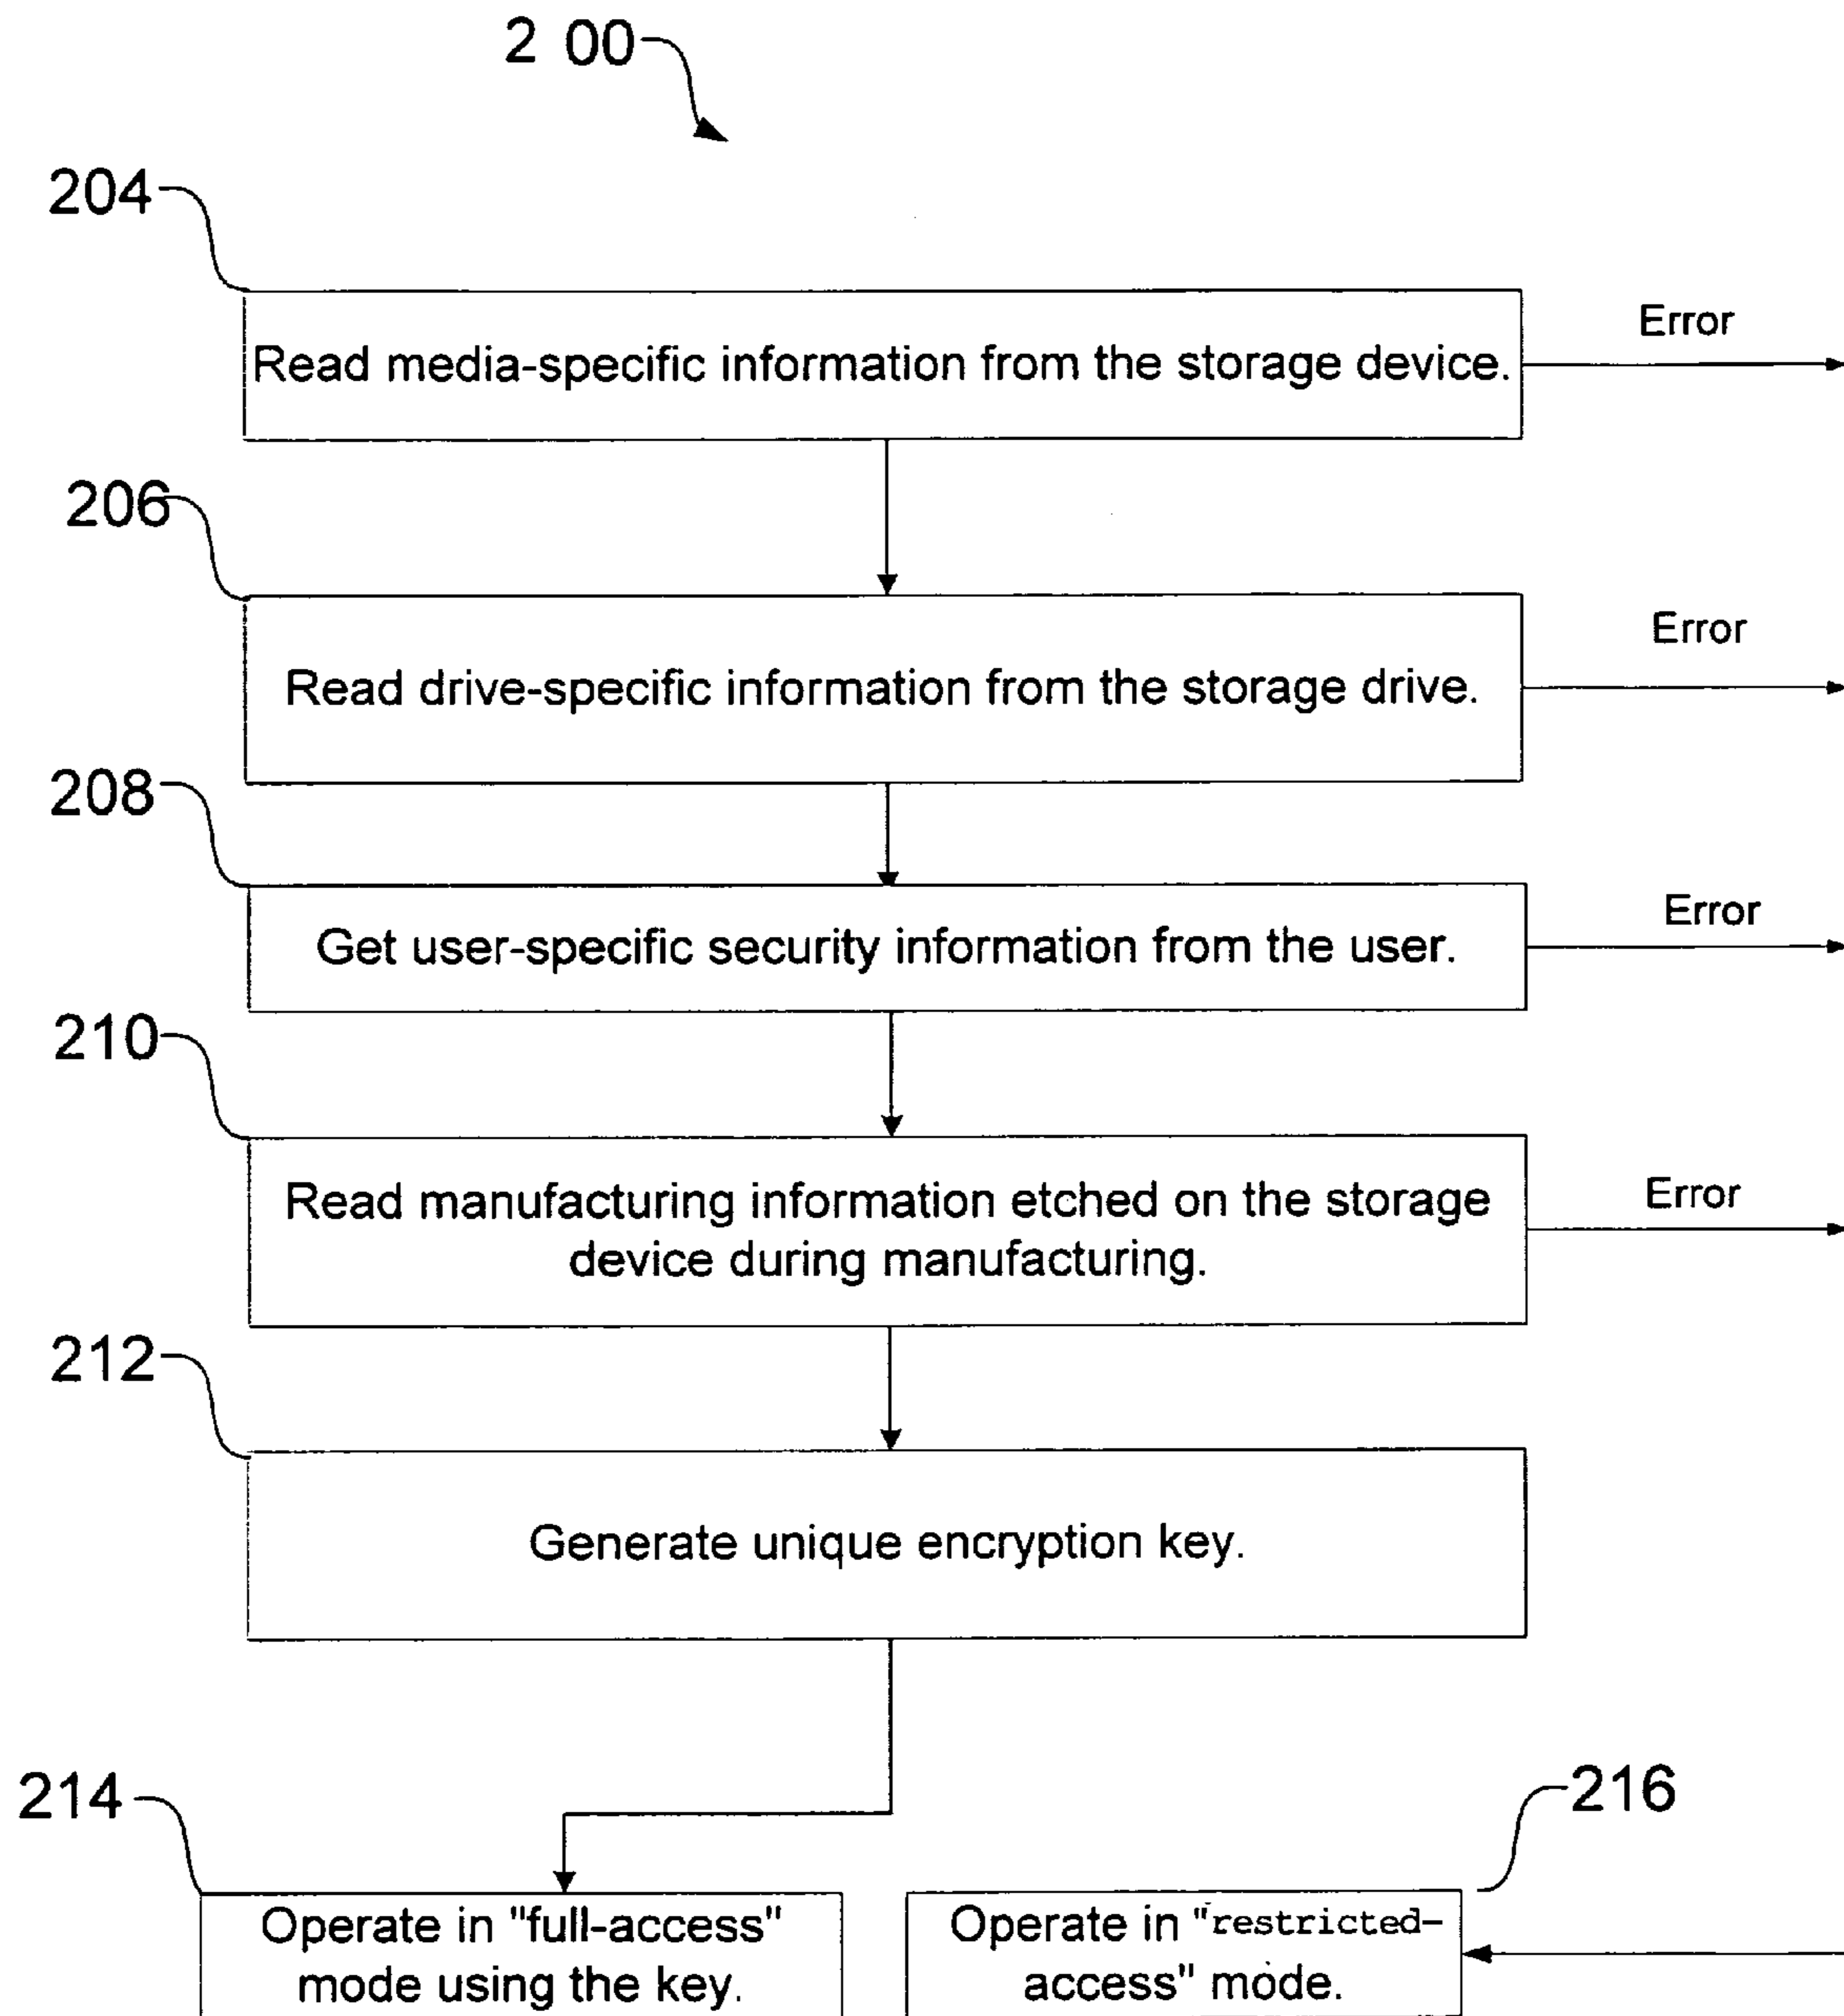 2 00
204
Error
Read media-specific information from the storage device.
206
Error
Read drive-specific information from the storage drive.
208
Error
Get user-specific security information from the user.
210
Error
Read manufacturing information etched on the storage
device during manufacturing.
212
Generate unique encryption key.
214
216
Operate in "full-access"
mode using the key.
Operate in "restricted-
access" mode.